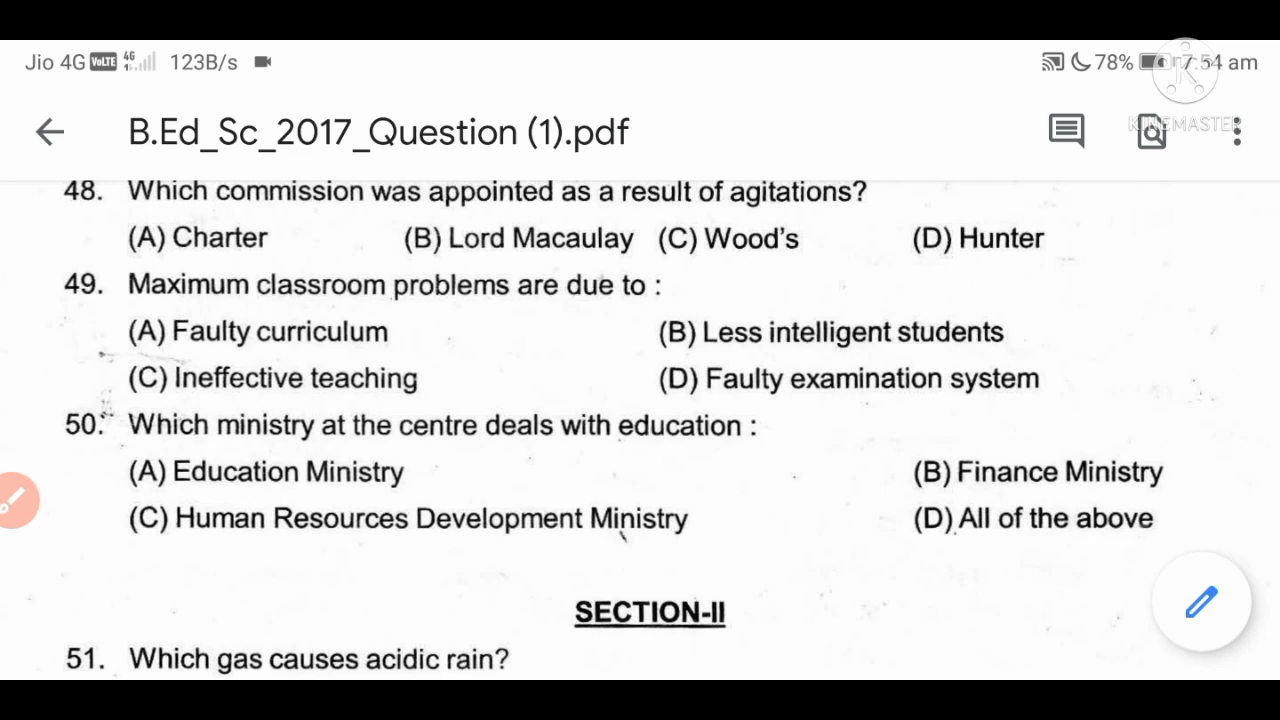 Jio 4G VoLTE 4G 123B/s 78% 7:54 am
B.Ed_Sc_2017_Question (1).pdf
KINEMASTER
48. Which commission was appointed as a result of agitations?
(A) Charter (B) Lord Macaulay (C) Wood's (D) Hunter
49. Maximum classroom problems are due to :
(A) Faulty curriculum (B) Less intelligent students
(C) Ineffective teaching (D) Faulty examination system
50. Which ministry at the centre deals with education :
(A) Education Ministry (B) Finance Ministry
(C) Human Resources Development Ministry (D) All of the above
SECTION-II
51. Which gas causes acidic rain?